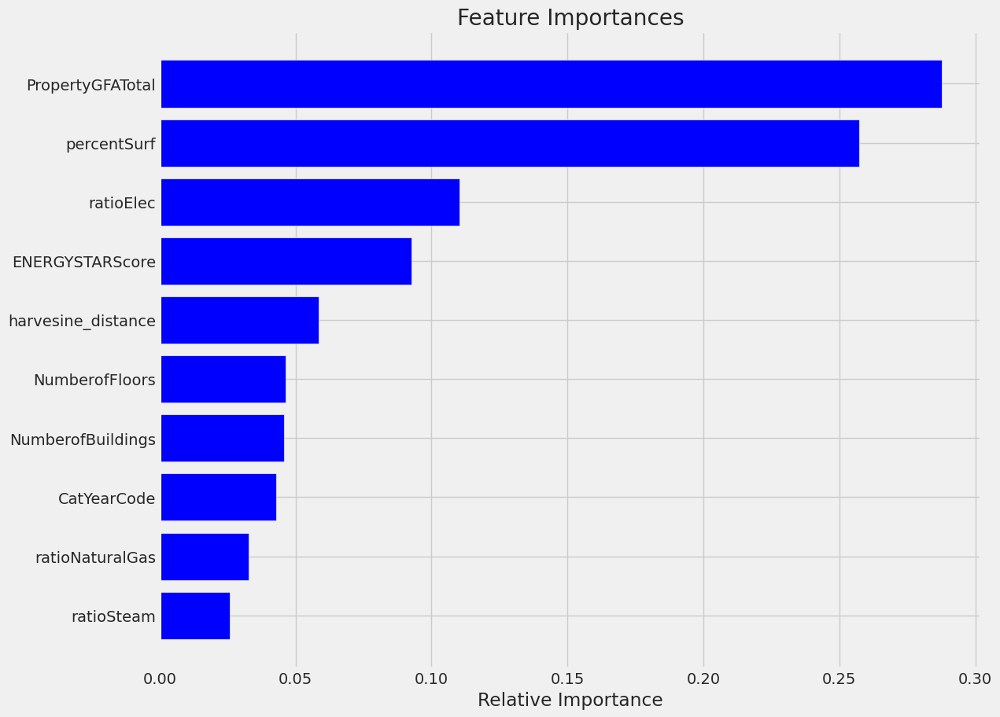 Feature Importances
PropertyGFATotal
percentSurf
ratioElec
ENERGYSTARScore
harvesine_distance
NumberofFloors
NumberofBuildings
CatYearCode
ratioNaturalGas
ratioSteam
0.00 0.05 0.10 0.15 0.20 0.25 0.30
Relative Importance